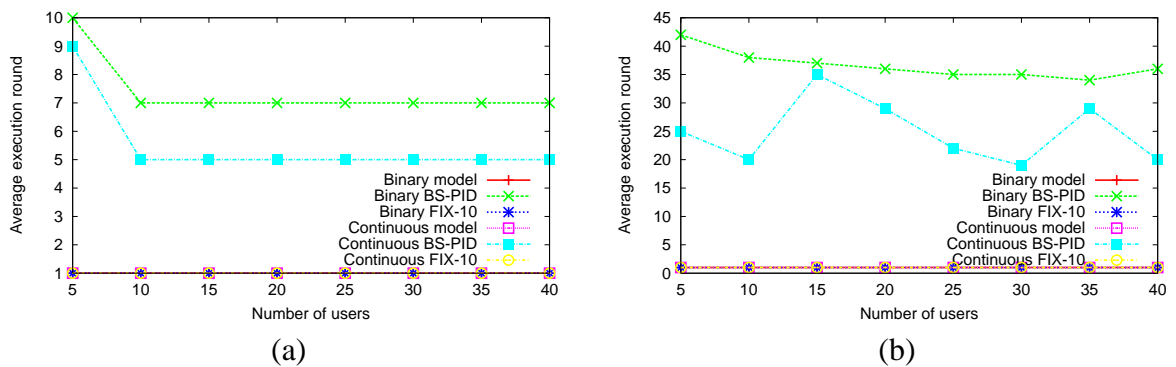 10
9
8
7
6
5
4
3
2
1
Average execution round
5 10 15 20 25 30 35 40
Number of users
Binary model
Binary BS-PID
Binary FIX-10
Continuous model
Continuous BS-PID
Continuous FIX-10
(a)
45
40
35
30
25
20
15
10
5
0
Average execution round
5 10 15 20 25 30 35 40
Number of users
Binary model
Binary BS-PID
Binary FIX-10
Continuous model
Continuous BS-PID
Continuous FIX-10
(b)